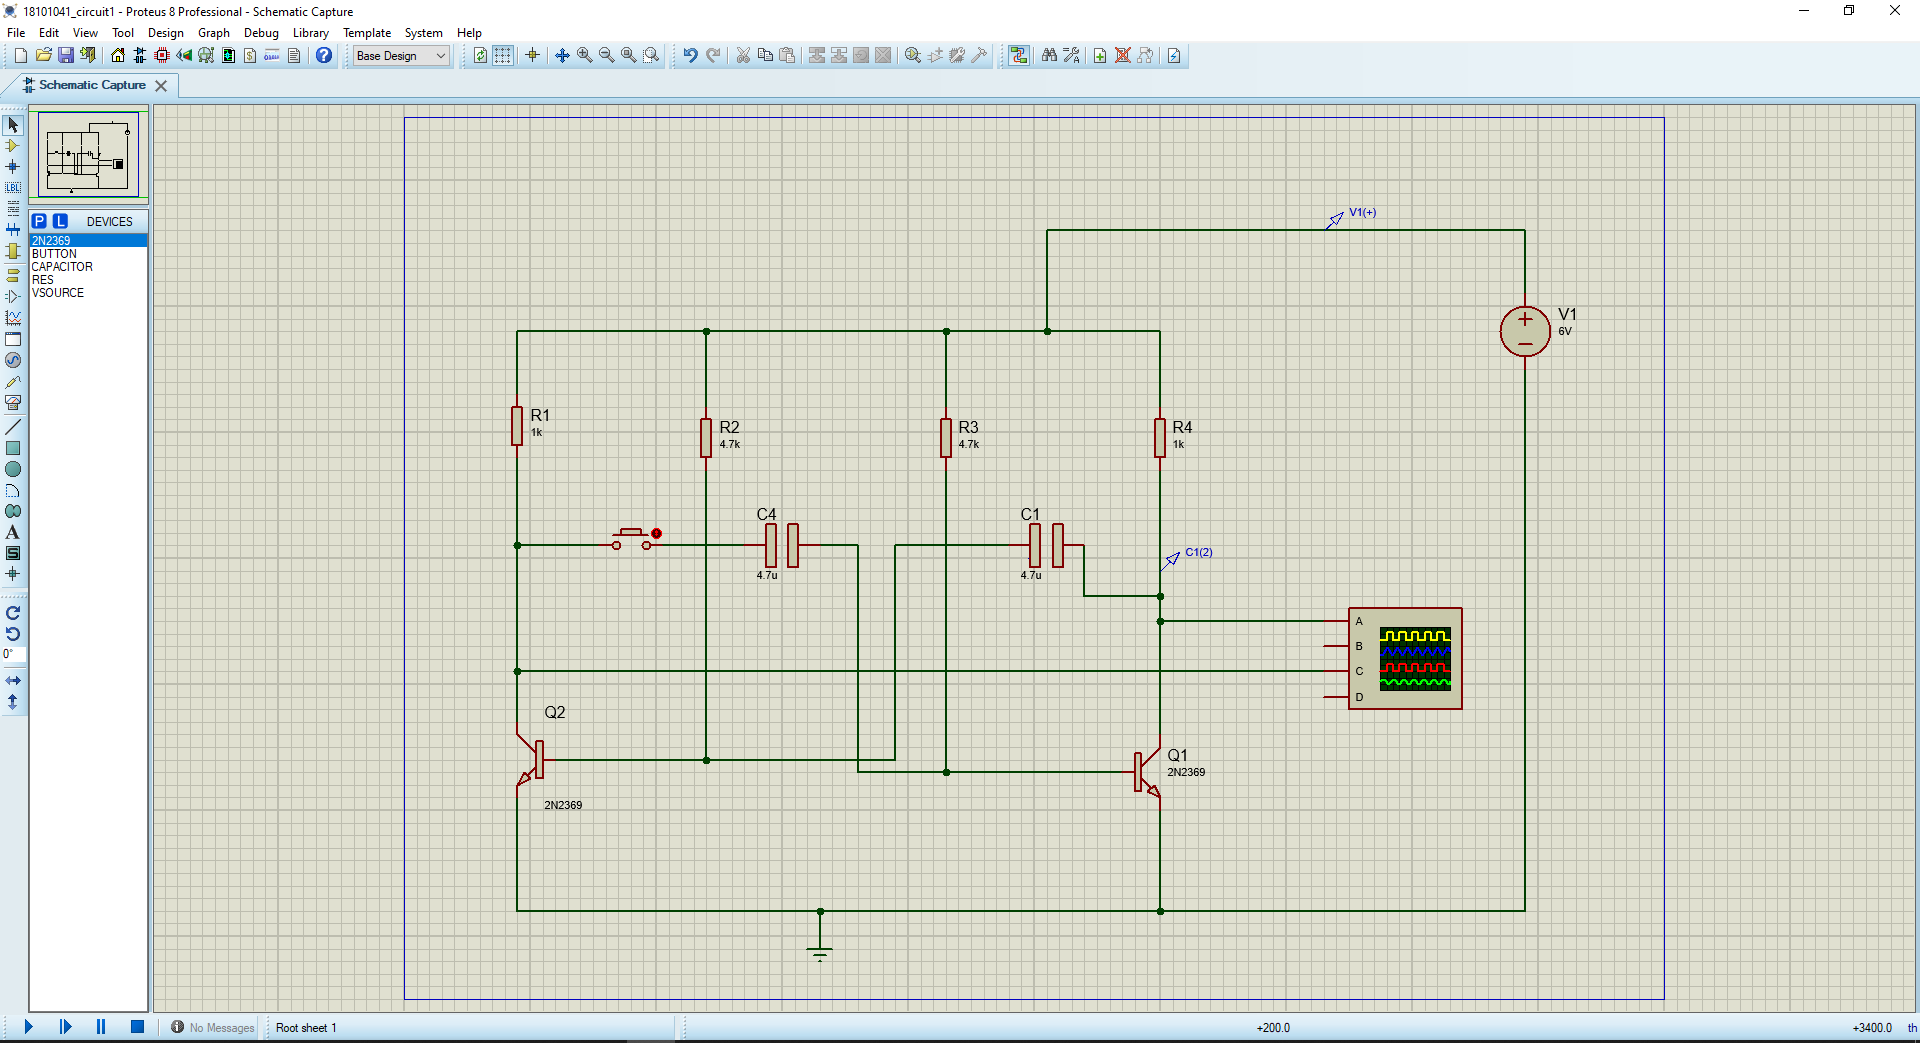 18101041_circuit1 - Proteus 8 Professional - Schematic Capture
File Edit View Tool Design Graph Debug Library Template System Help
Base Design
Schematic Capture
P L DEVICES
2N2369
BUTTON
CAPACITOR
RES
VSOURCE
LBL
A
S
0°
V1(+)
V1
6V
R1
1k
R2
4.7k
R3
4.7k
R4
1k
C4
4.7u
C1
4.7u
C1(2)
A
B
C
D
Q2
2N2369
Q1
2N2369
No Messages
Root sheet 1
+200.0
+3400.0
th